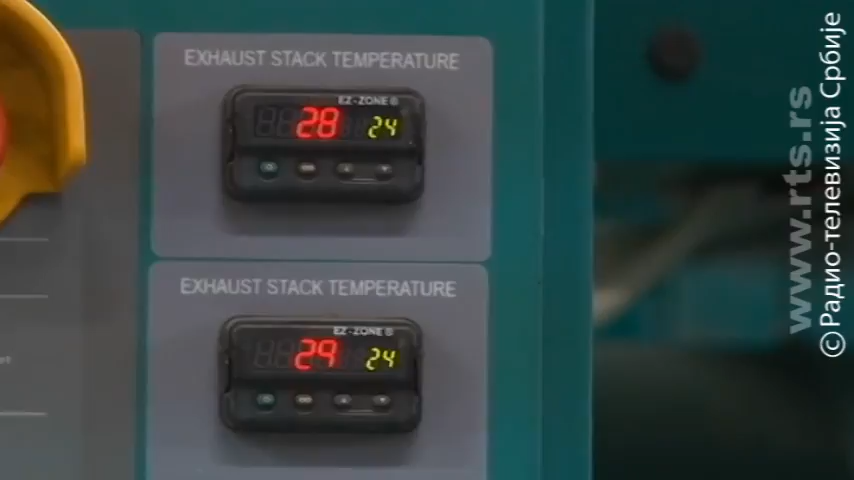 EXHAUST STACK TEMPERATURE
EZ-ZONE®
28 24
EXHAUST STACK TEMPERATURE
EZ-ZONE®
29 24
www.rts.rs
© Радио-телевизија Србије